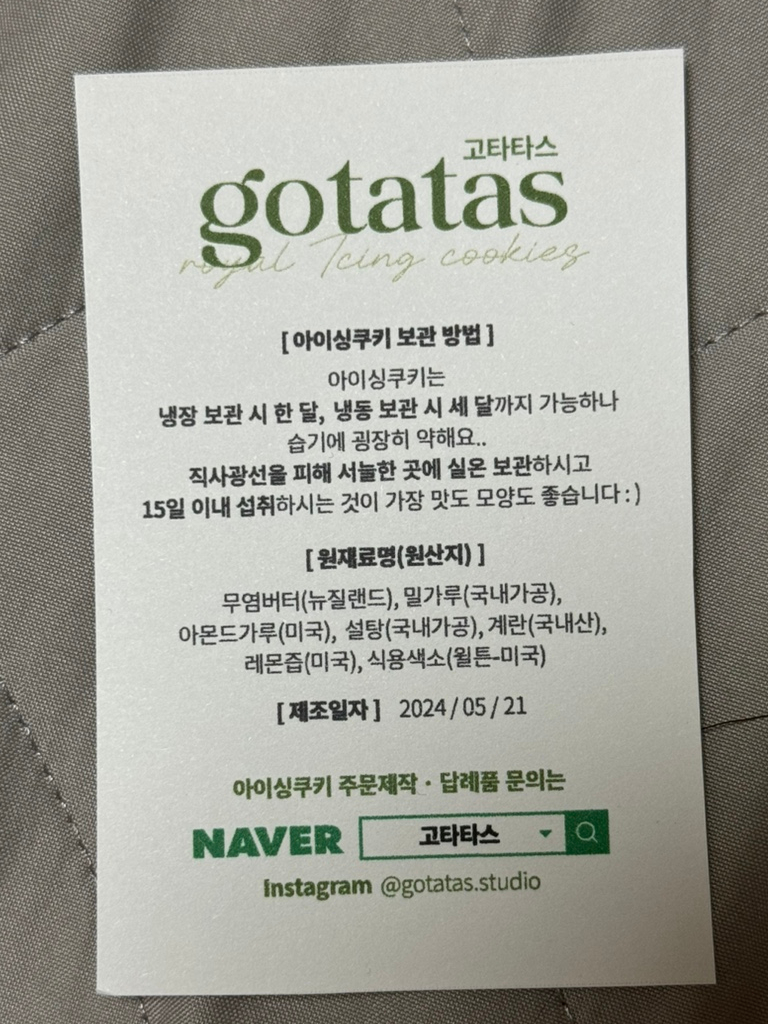 고타타스
gotatas
royal Icing cookies
[ 아이싱쿠키 보관 방법 ]
아이싱쿠키는
냉장 보관 시 한 달, 냉동 보관 시 세 달까지 가능하나
습기에 굉장히 약해요..
직사광선을 피해 서늘한 곳에 실온 보관하시고
15일 이내 섭취하시는 것이 가장 맛도 모양도 좋습니다 : )
[ 원재료명(원산지) ]
무염버터(뉴질랜드), 밀가루(국내가공),
아몬드가루(미국), 설탕(국내가공), 계란(국내산),
레몬즙(미국), 식용색소(윌튼-미국)
[ 제조일자 ] 2024 / 05 / 21
아이싱쿠키 주문제작 · 답례품 문의는
NAVER 고타타스
Instagram @gotatas.studio